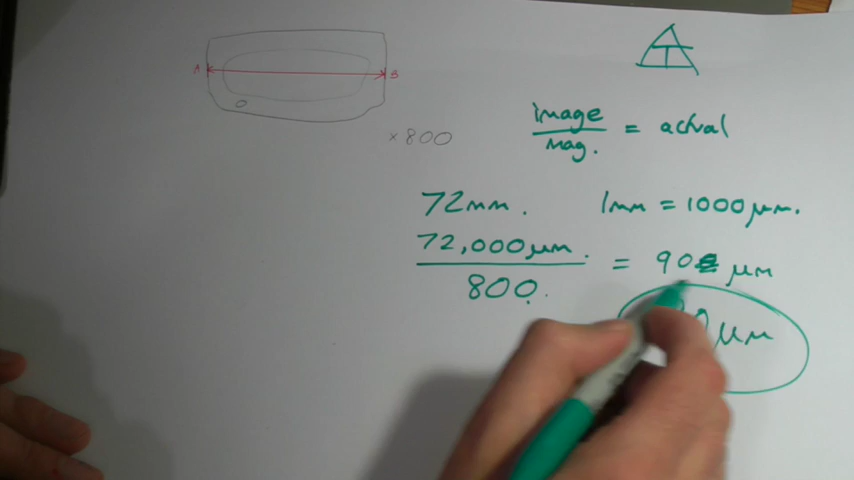 A B
× 800
image
mag. = actual
72mm. 1mm = 1000μm.
72,000μm.
800. = 90 μm
μm